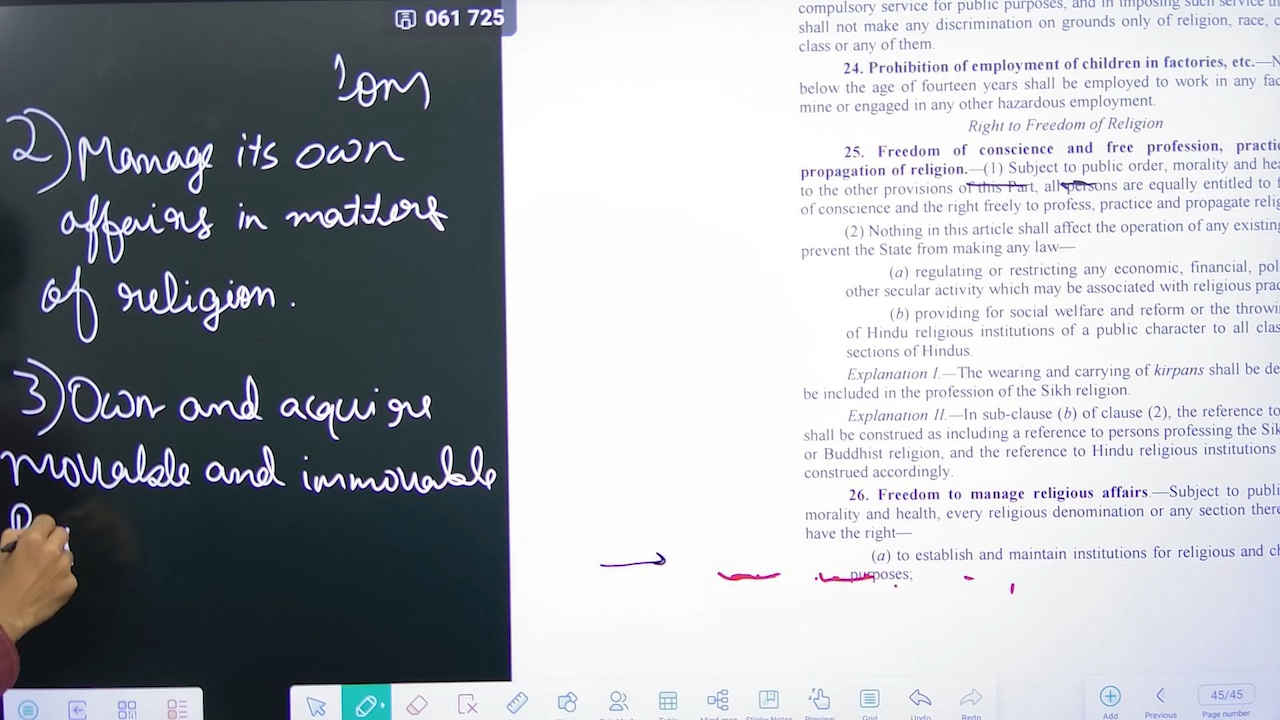 061 725
2) Manage its own
affairs in matters
of religion.
3) Own and acquire
movable and immovable
compulsory service for public purposes, and in imposing such service
shall not make any discrimination on grounds only of religion, race,
class or any of them.
24. Prohibition of employment of children in factories, etc.—N
below the age of fourteen years shall be employed to work in any fac
mine or engaged in any other hazardous employment.
Right to Freedom of Religion
25. Freedom of conscience and free profession, practi
propagation of religion.—(1) Subject to public order, morality and hea
to the other provisions of this Part, all persons are equally entitled to f
of conscience and the right freely to profess, practice and propagate relig
(2) Nothing in this article shall affect the operation of any existing
prevent the State from making any law—
(a) regulating or restricting any economic, financial, pol
other secular activity which may be associated with religious prac
(b) providing for social welfare and reform or the throwi
of Hindu religious institutions of a public character to all clas
sections of Hindus.
Explanation I.—The wearing and carrying of kirpans shall be de
be included in the profession of the Sikh religion.
Explanation II.—In sub-clause (b) of clause (2), the reference to
shall be construed as including a reference to persons professing the Sik
or Buddhist religion, and the reference to Hindu religious institutions
construed accordingly.
26. Freedom to manage religious affairs.—Subject to publi
morality and health, every religious denomination or any section there
have the right—
(a) to establish and maintain institutions for religious and ch
purposes;
Add
Previous
45/45
Page number